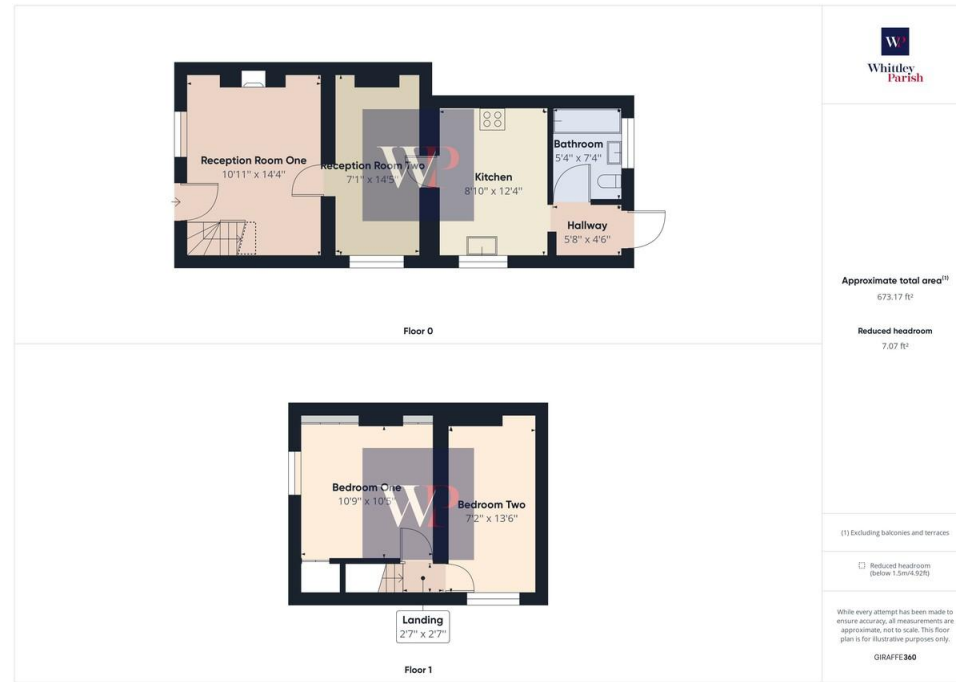 Reception Room One
10'11" x 14'4"
Reception Room Two
7'1" x 14'5"
WP
Kitchen
8'10" x 12'4"
Bathroom
5'4" x 7'4"
Hallway
5'8" x 4'6"
Floor 0
Bedroom One
10'9" x 10'5"
WP
Bedroom Two
7'2" x 13'6"
Landing
2'7" x 2'7"
Floor 1
WP
Whittley
Parish
Approximate total area(1)
673.17 ft²
Reduced headroom
7.07 ft²
(1) Excluding balconies and terraces
Reduced headroom
(below 1.5m/4.92ft)
While every attempt has been made to
ensure accuracy, all measurements are
approximate, not to scale. This floor
plan is for illustrative purposes only.
GIRAFFE360